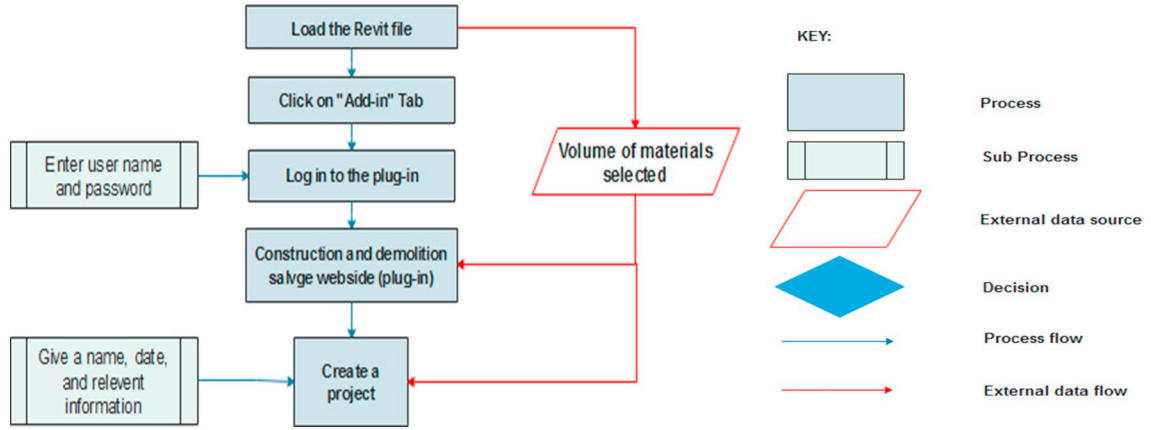 Load the Revit file
Click on "Add-in" Tab
Enter user name
and password
Log in to the plug-in
Volume of materials
selected
Construction and demolition
salvge webside (plug-in)
Give a name, date,
and relevent
information
Create a
project
KEY:
Process
Sub Process
External data source
Decision
Process flow
External data flow